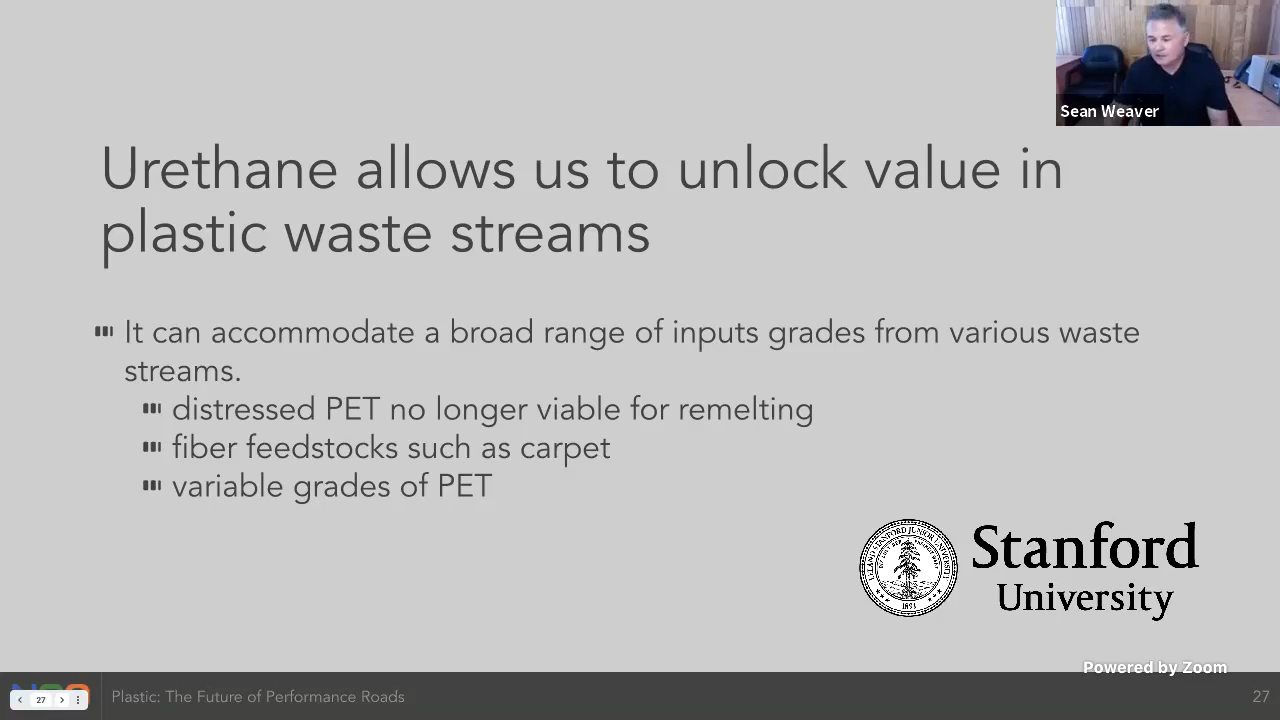 Sean Weaver
Urethane allows us to unlock value in
plastic waste streams
It can accommodate a broad range of inputs grades from various waste
streams.
distressed PET no longer viable for remelting
fiber feedstocks such as carpet
variable grades of PET
Stanford
University
1891
Powered by Zoom
27
Plastic: The Future of Performance Roads
27